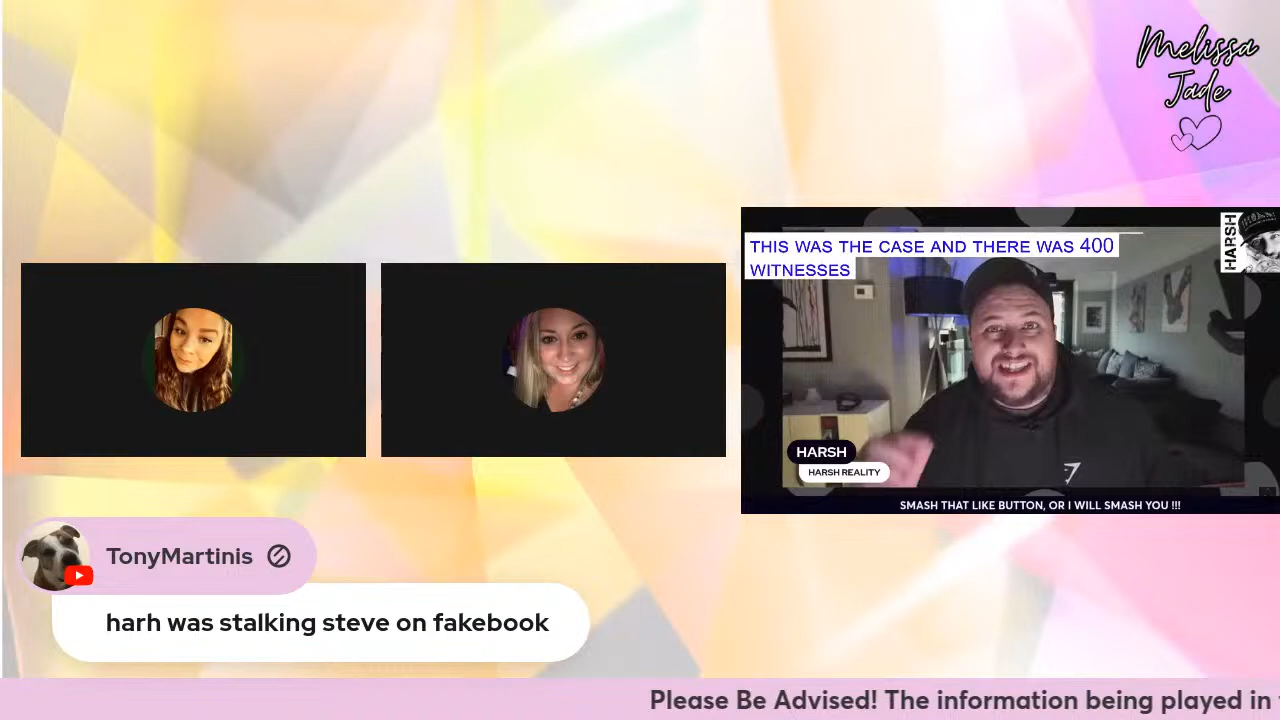 Melissa
Jade
HARSH
THIS WAS THE CASE AND THERE WAS 400
WITNESSES
HARSH
HARSH REALITY
SMASH THAT LIKE BUTTON, OR I WILL SMASH YOU !!!
TonyMartinis
harh was stalking steve on fakebook
Please Be Advised! The information being played in